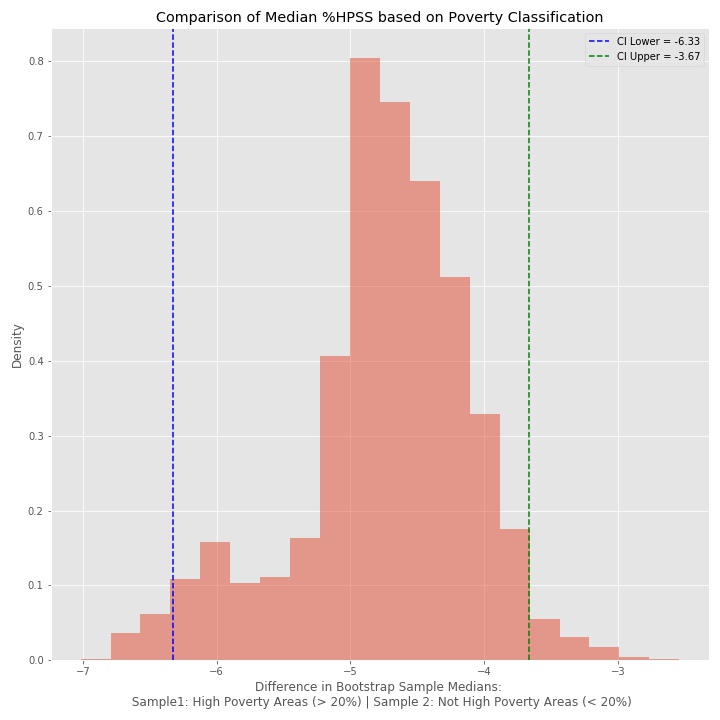 Comparison of Median %HPSS based on Poverty Classification
CI Lower = -6.33
CI Upper = -3.67
0.8
0.7
0.6
0.5
0.4
0.3
0.2
0.1
0.0
Density
−7 −6 −5 −4 −3
Difference in Bootstrap Sample Medians:
Sample1: High Poverty Areas (> 20%) | Sample 2: Not High Poverty Areas (< 20%)